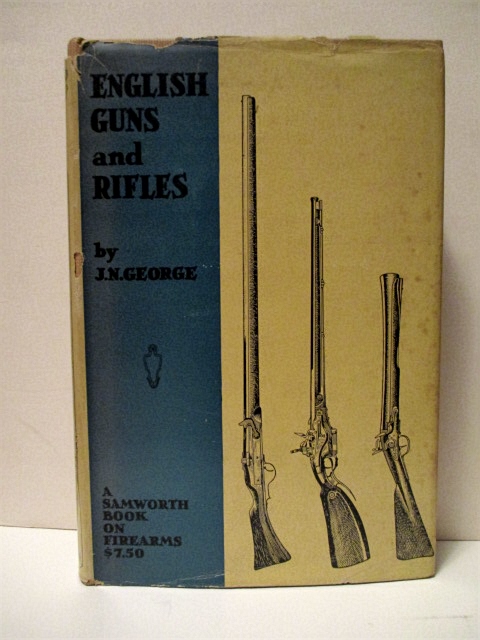 ENGLISH
GUNS
and
RIFLES
by
J.N.GEORGE
A
SAMWORTH
BOOK
ON
FIREARMS
$7.50